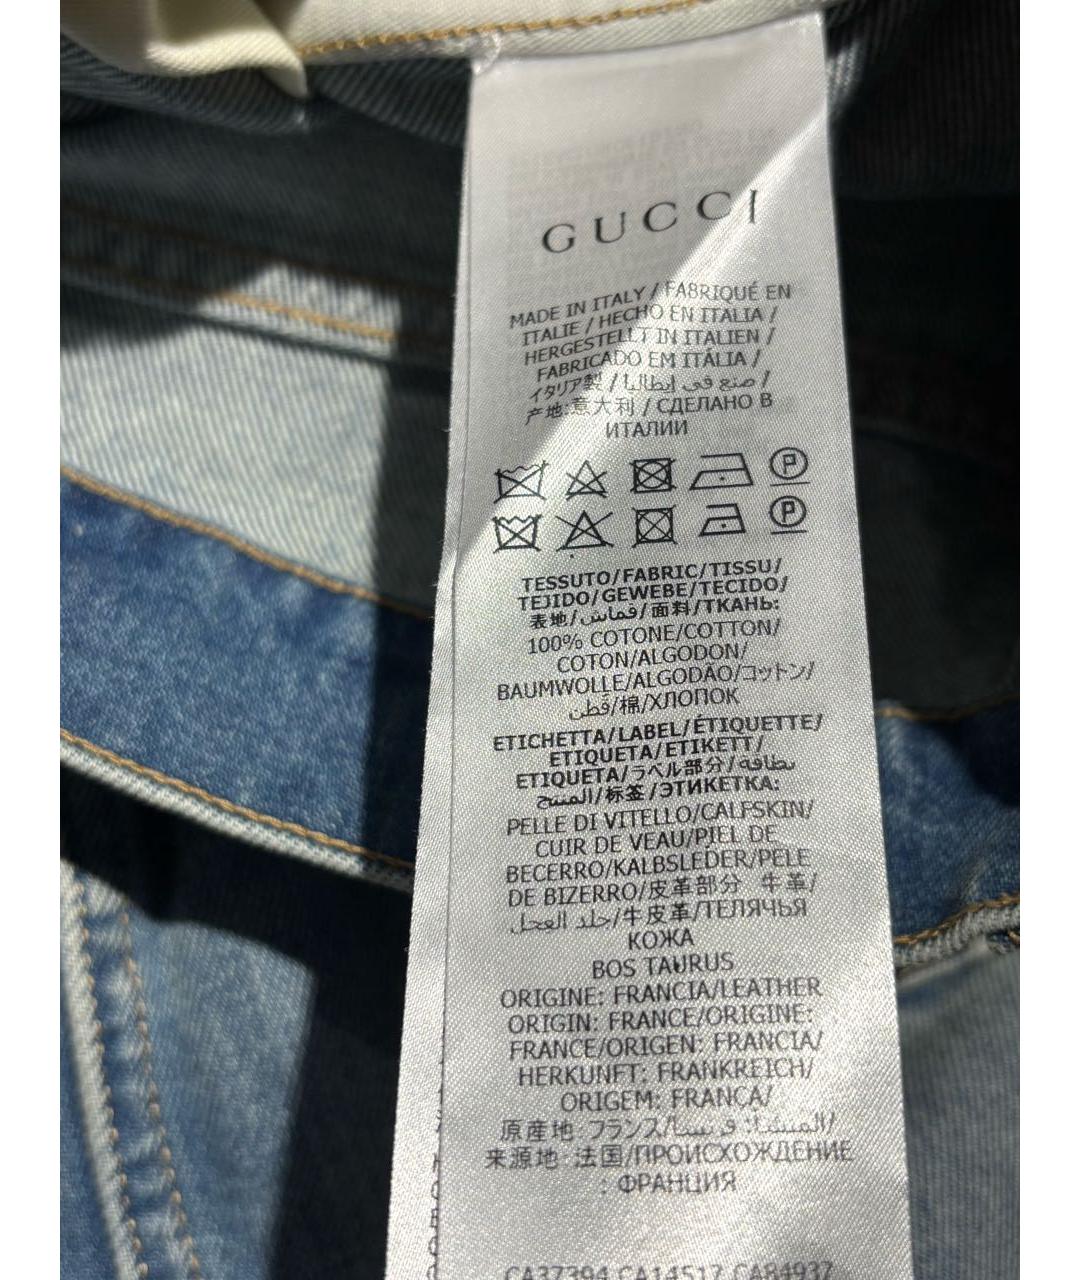 GUCCI
MADE IN ITALY / FABRIQUÉ EN
ITALIE / HECHO EN ITALIA /
HERGESTELLT IN ITALIEN /
FABRICADO EM ITÁLIA /
イタリア製 / صنع في إيطاليا /
产地:意大利 / СДЕЛАНО В
ИТАЛИИ
P
P
TESSUTO/FABRIC/TISSU/
TEJIDO/GEWEBE/TECIDO/
表地/قماش/面料/ТКАНЬ:
100% COTONE/COTTON/
COTON/ALGODON/
BAUMWOLLE/ALGODÃO/コットン/
قطن/棉/ХЛОПОК
ETICHETTA/LABEL/ÉTIQUETTE/
ETIQUETA/ETIKETT/
ETIQUETA/ラベル部分/بطاقة
المنتج/标签/ЭТИКЕТКА:
PELLE DI VITELLO/CALFSKIN/
CUIR DE VEAU/PIEL DE
BECERRO/KALBSLEDER/PELE
DE BIZERRO/皮革部分 牛革/
جلد العجل/牛皮革/ТЕЛЯЧЬЯ
КОЖА
BOS TAURUS
ORIGINE: FRANCIA/LEATHER
ORIGIN: FRANCE/ORIGINE:
FRANCE/ORIGEN: FRANCIA/
HERKUNFT: FRANKREICH/
ORIGEM: FRANÇA/
原産地: フランス/المنشأ: فرنسا/
来源地: 法国/ПРОИСХОЖДЕНИЕ
: ФРАНЦИЯ
CA37394 CA14517 CA84937